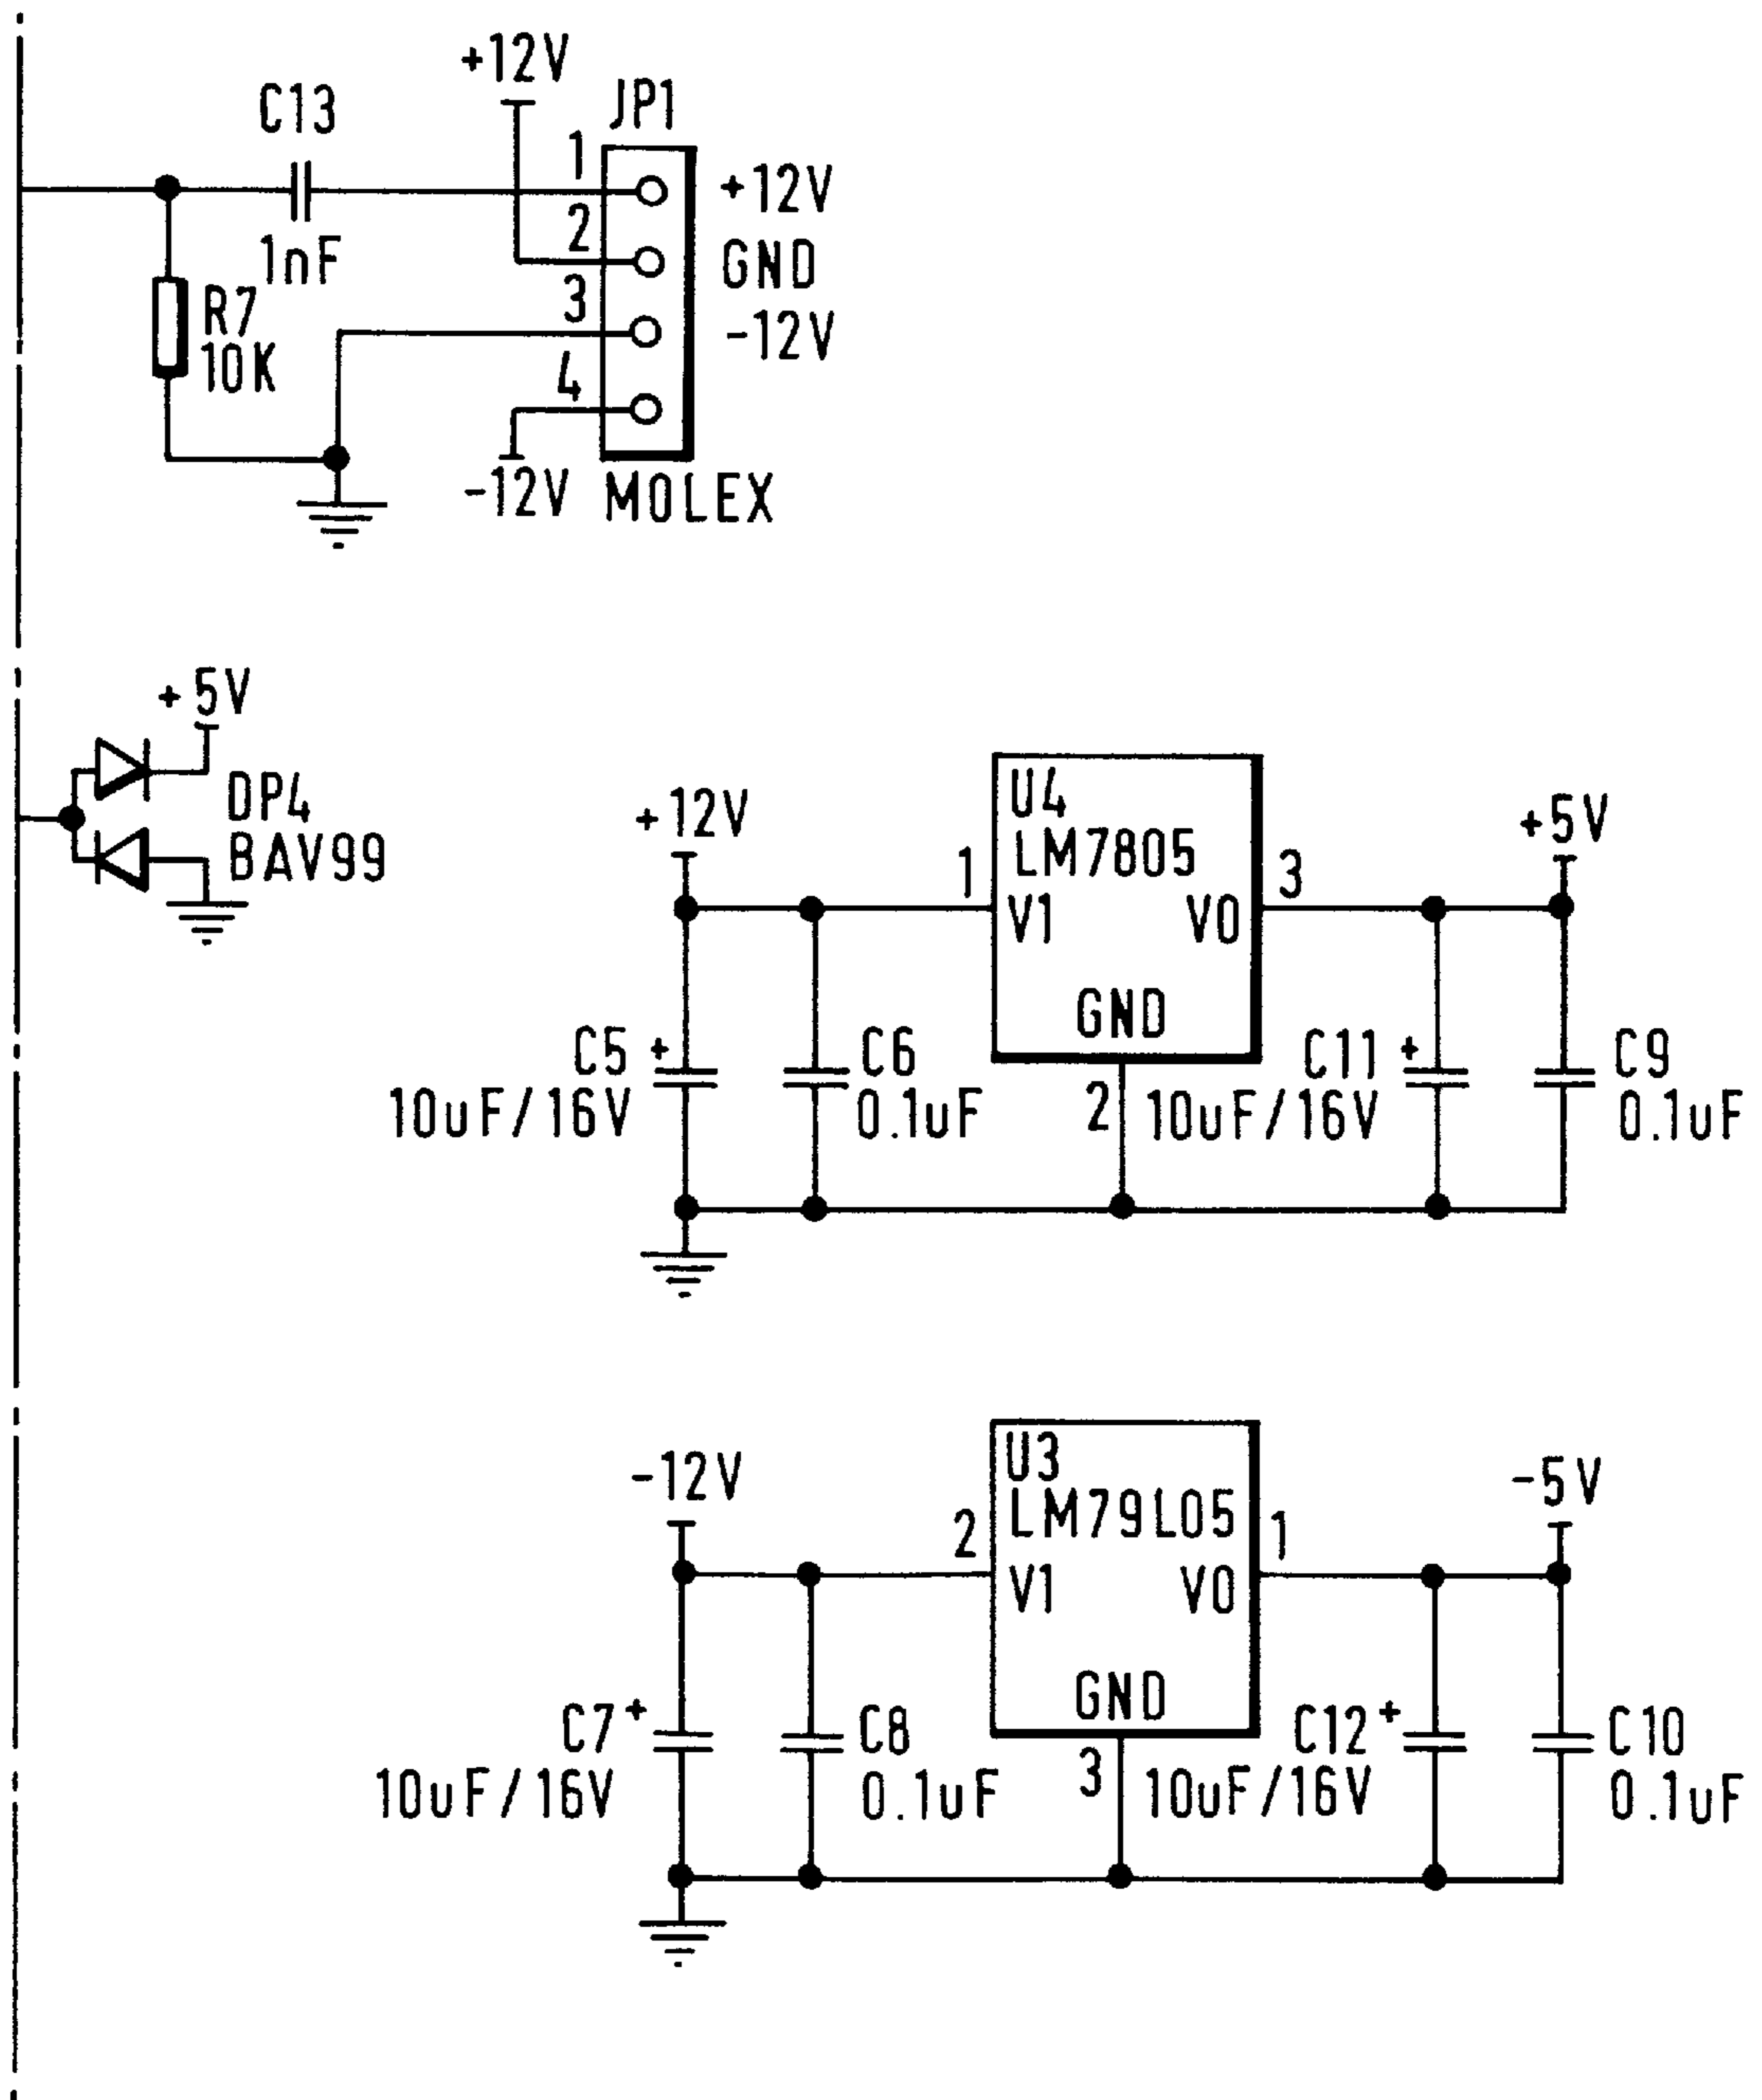 +12V
C13
JP1
1
+12V
2
GND
1nF
3
-12V
R7
10K
4
-12V
MOLEX
+5V
DP4
BAV99
+12V
U4
LM7805
+5V
1
3
V1
VO
GND
C5 +
10uF/16V
C6
0.1uF
2
C11 +
10uF/16V
C9
0.1uF
-12V
U3
LM79L05
-5V
2
1
V1
VO
GND
C7 +
10uF/16V
C8
0.1uF
3
C12 +
10uF/16V
C10
0.1uF